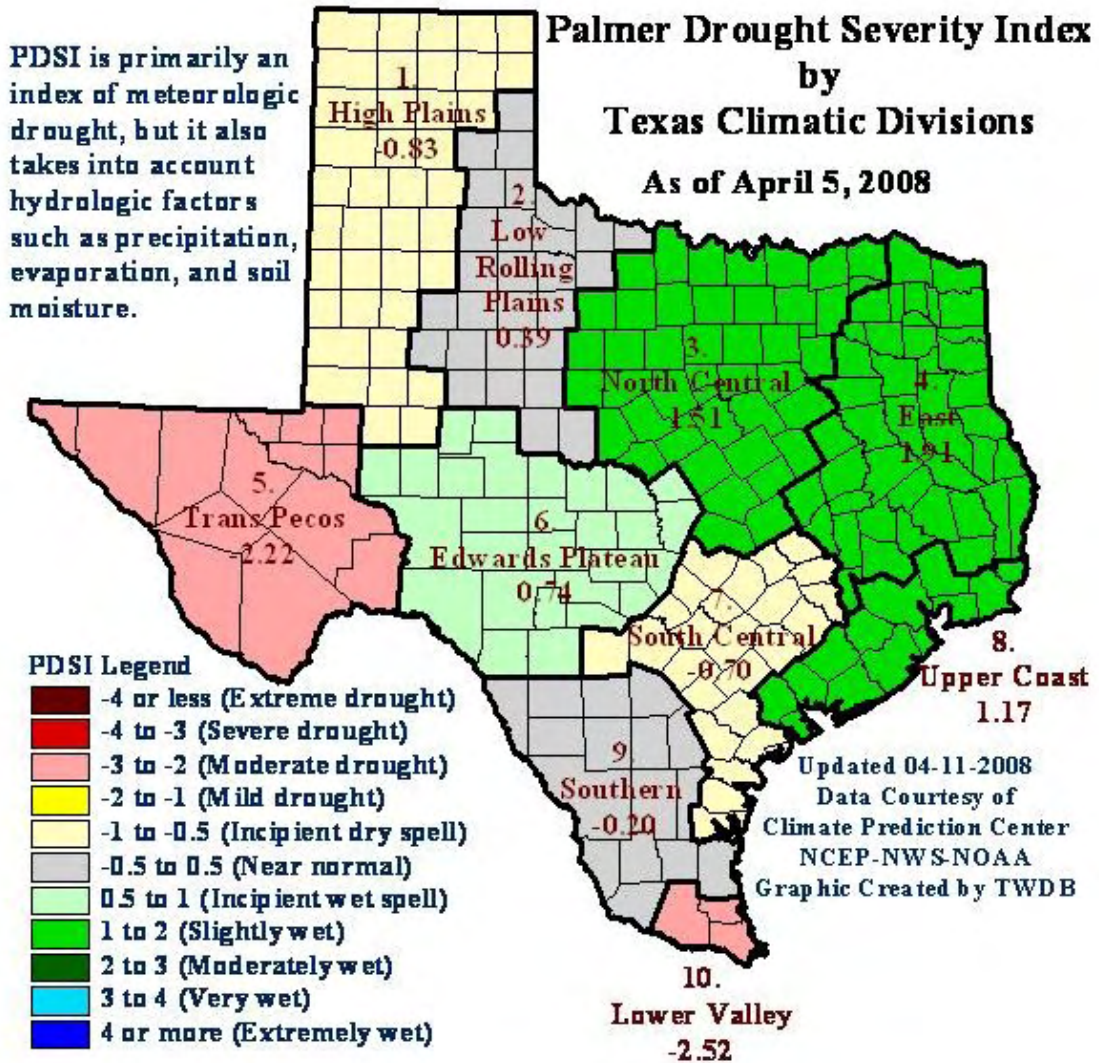 Palmer Drought Severity Index
by
Texas Climatic Divisions
As of April 5, 2008
PDSI is primarily an
index of meteorologic
drought, but it also
takes into account
hydrologic factors
such as precipitation,
evaporation, and soil
moisture.
1.
High Plains
-0.83
2.
Low
Rolling
Plains
0.39
3.
North Central
1.51
4.
East
1.91
5.
Trans Pecos
-2.22
6.
Edwards Plateau
0.74
7.
South Central
-0.70
8.
Upper Coast
1.17
9.
Southern
-0.20
10.
Lower Valley
-2.52
PDSI Legend
-4 or less (Extreme drought)
-4 to -3 (Severe drought)
-3 to -2 (Moderate drought)
-2 to -1 (Mild drought)
-1 to -0.5 (Incipient dry spell)
-0.5 to 0.5 (Near normal)
0.5 to 1 (Incipient wet spell)
1 to 2 (Slightly wet)
2 to 3 (Moderately wet)
3 to 4 (Very wet)
4 or more (Extremely wet)
Updated 04-11-2008
Data Courtesy of
Climate Prediction Center
NCEP-NWS-NOAA
Graphic Created by TWDB